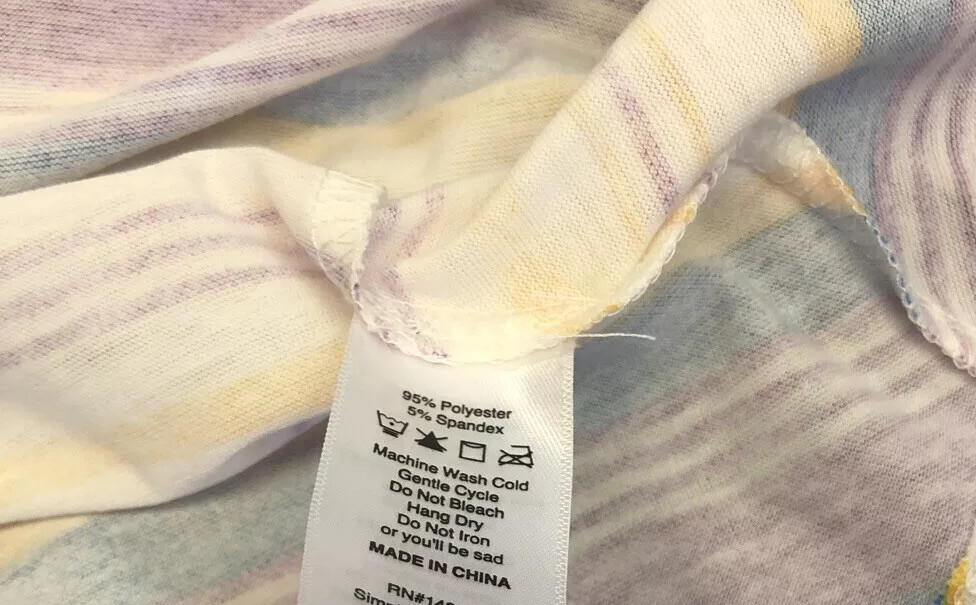 95% Polyester
5% Spandex
Machine Wash Cold
Gentle Cycle
Do Not Bleach
Hang Dry
Do Not Iron
or you'll be sad
MADE IN CHINA